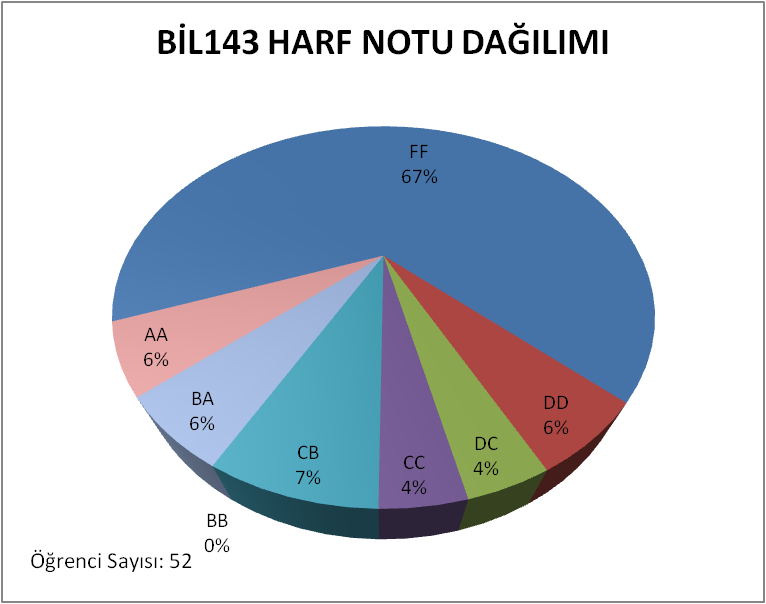 BİL143 HARF NOTU DAĞILIMI
FF
67%
AA
6%
BA
6%
CB
7%
CC
4%
DC
4%
DD
6%
BB
0%
Öğrenci Sayısı: 52